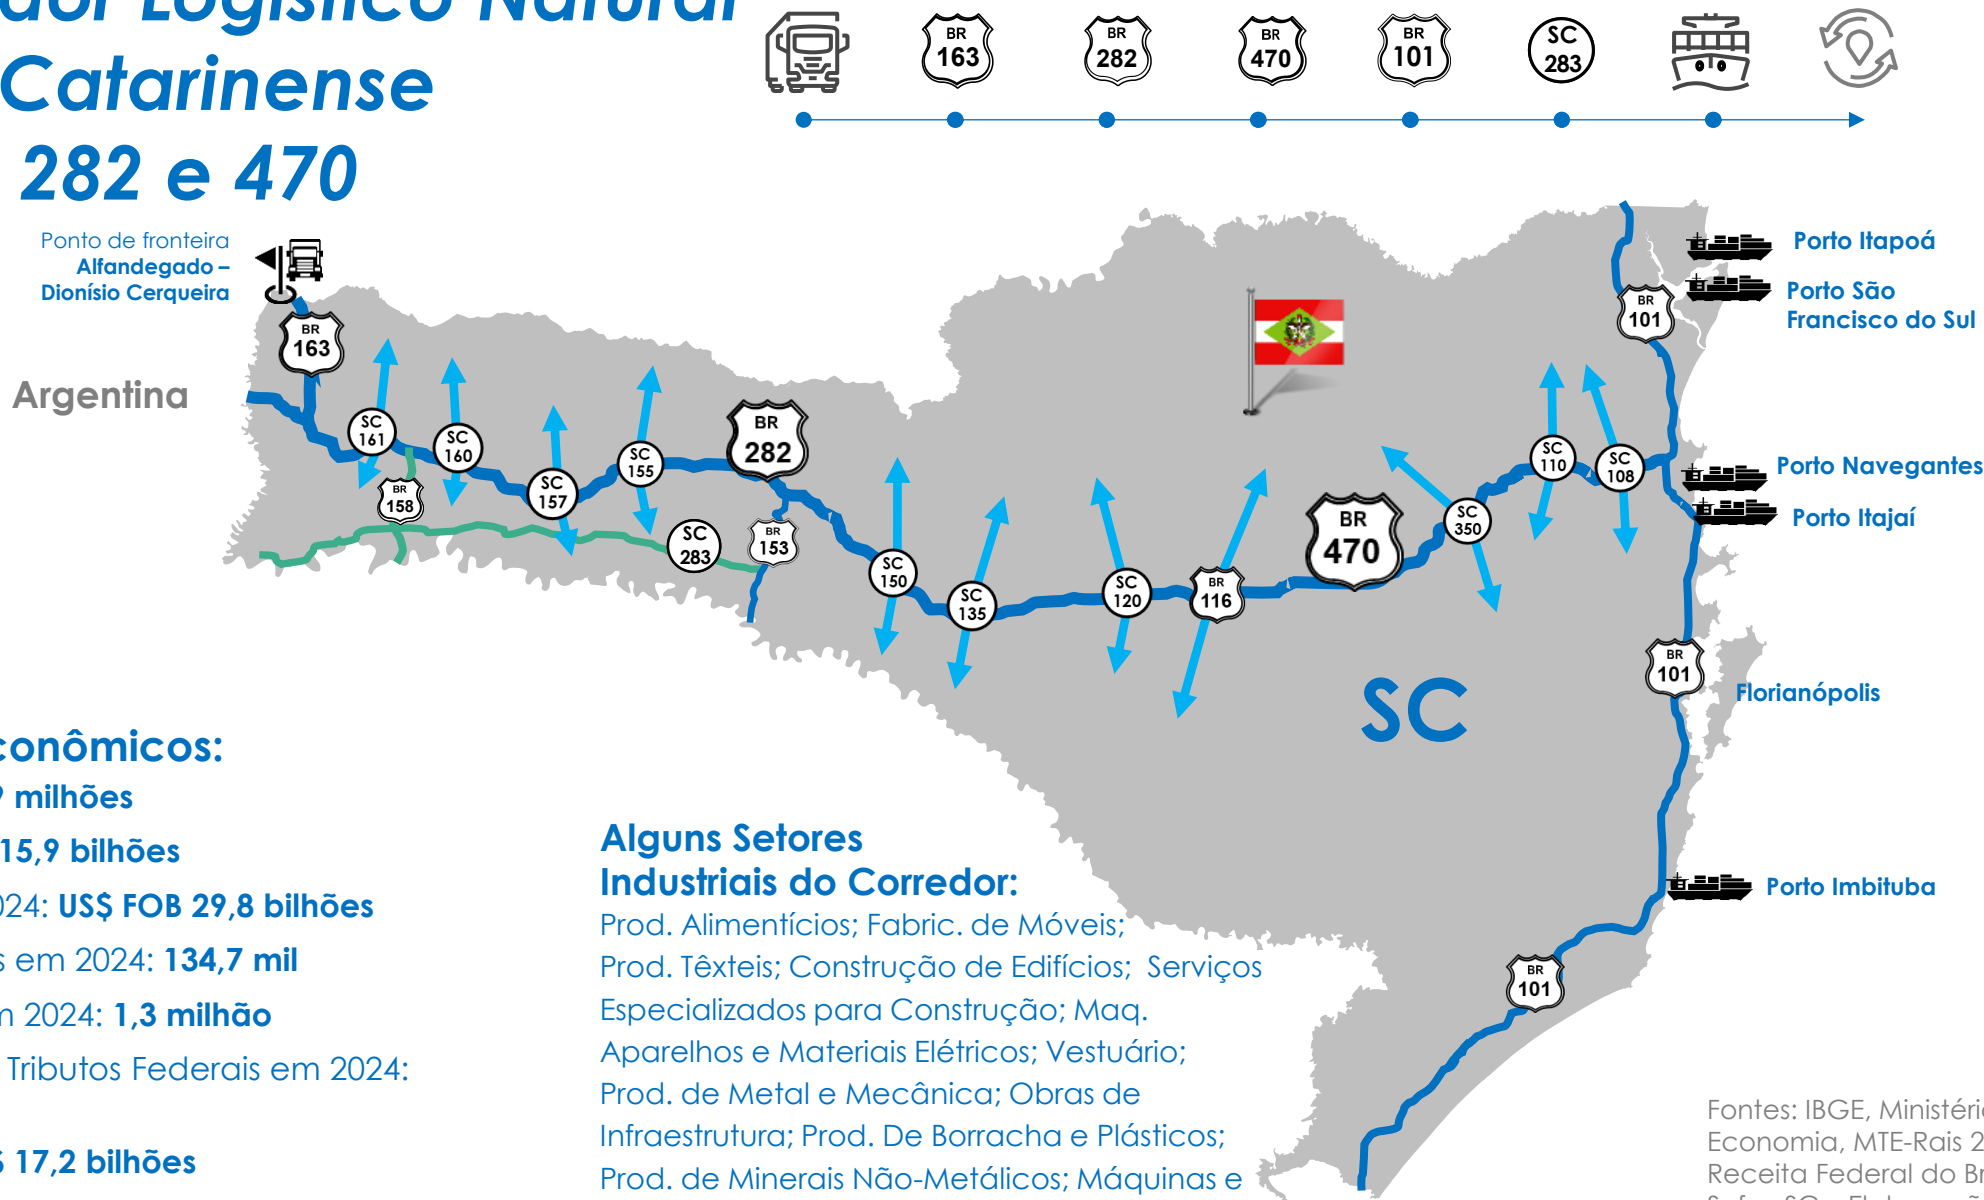 Logístico Natural
Catarinense
282 e 470
BR
163
BR
282
BR
470
BR
101
SC
283
Ponto de fronteira
Alfandegado –
Dionísio Cerqueira
Argentina
BR
163
SC
161
SC
160
BR
158
SC
157
SC
155
BR
282
SC
283
BR
153
SC
150
SC
135
SC
120
BR
116
BR
470
SC
350
SC
110
SC
108
BR
101
Porto Itapoá
Porto São
Francisco do Sul
Porto Navegantes
Porto Itajaí
BR
101
Florianópolis
SC
Porto Imbituba
BR
101
conômicos:
milhões
15,9 bilhões
024: US$ FOB 29,8 bilhões
s em 2024: 134,7 mil
2024: 1,3 milhão
Tributos Federais em 2024:
17,2 bilhões
Alguns Setores
Industriais do Corredor:
Prod. Alimentícios; Fabric. de Móveis;
Prod. Têxteis; Construção de Edifícios; Serviços
Especializados para Construção; Maq.
Aparelhos e Materiais Elétricos; Vestuário;
Prod. de Metal e Mecânica; Obras de
Infraestrutura; Prod. De Borracha e Plásticos;
Prod. de Minerais Não-Metálicos; Máquinas e
Fontes: IBGE, Ministéri
Economia, MTE-Rais 2
Receita Federal do B